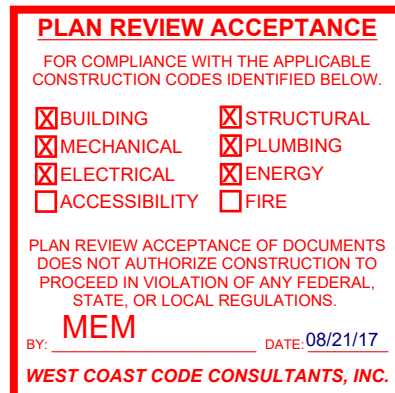 PLAN REVIEW ACCEPTANCE
FOR COMPLIANCE WITH THE APPLICABLE
CONSTRUCTION CODES IDENTIFIED BELOW.
X BUILDING X STRUCTURAL
X MECHANICAL X PLUMBING
X ELECTRICAL X ENERGY
ACCESSIBILITY FIRE
PLAN REVIEW ACCEPTANCE OF DOCUMENTS
DOES NOT AUTHORIZE CONSTRUCTION TO
PROCEED IN VIOLATION OF ANY FEDERAL,
STATE, OR LOCAL REGULATIONS.
BY: MEM DATE: 08/21/17
WEST COAST CODE CONSULTANTS, INC.